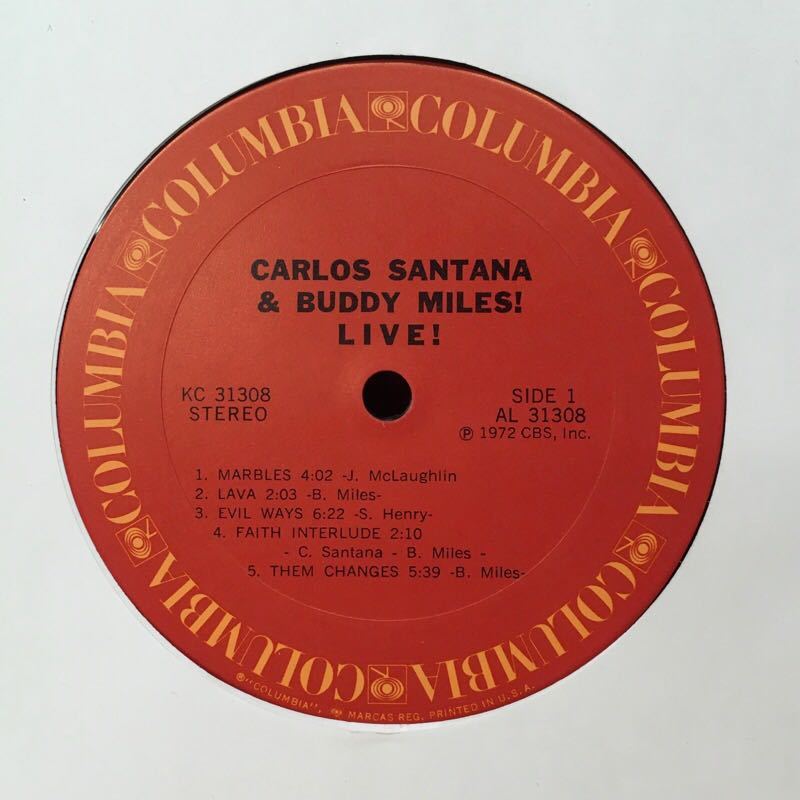 COLUMBIA COLUMBIA COLUMBIA COLUMBIA COLUMBIA COLUMBIA COLUMBIA
CARLOS SANTANA
& BUDDY MILES!
LIVE!
KC 31308
STEREO
SIDE 1
AL 31308
Ⓟ 1972 CBS, Inc.
1. MARBLES 4:02 -J. McLaughlin
2. LAVA 2:03 -B. Miles-
3. EVIL WAYS 6:22 -S. Henry-
4. FAITH INTERLUDE 2:10
- C. Santana - B. Miles -
5. THEM CHANGES 5:39 -B. Miles-
®"COLUMBIA", MARCAS REG. PRINTED IN U.S.A.